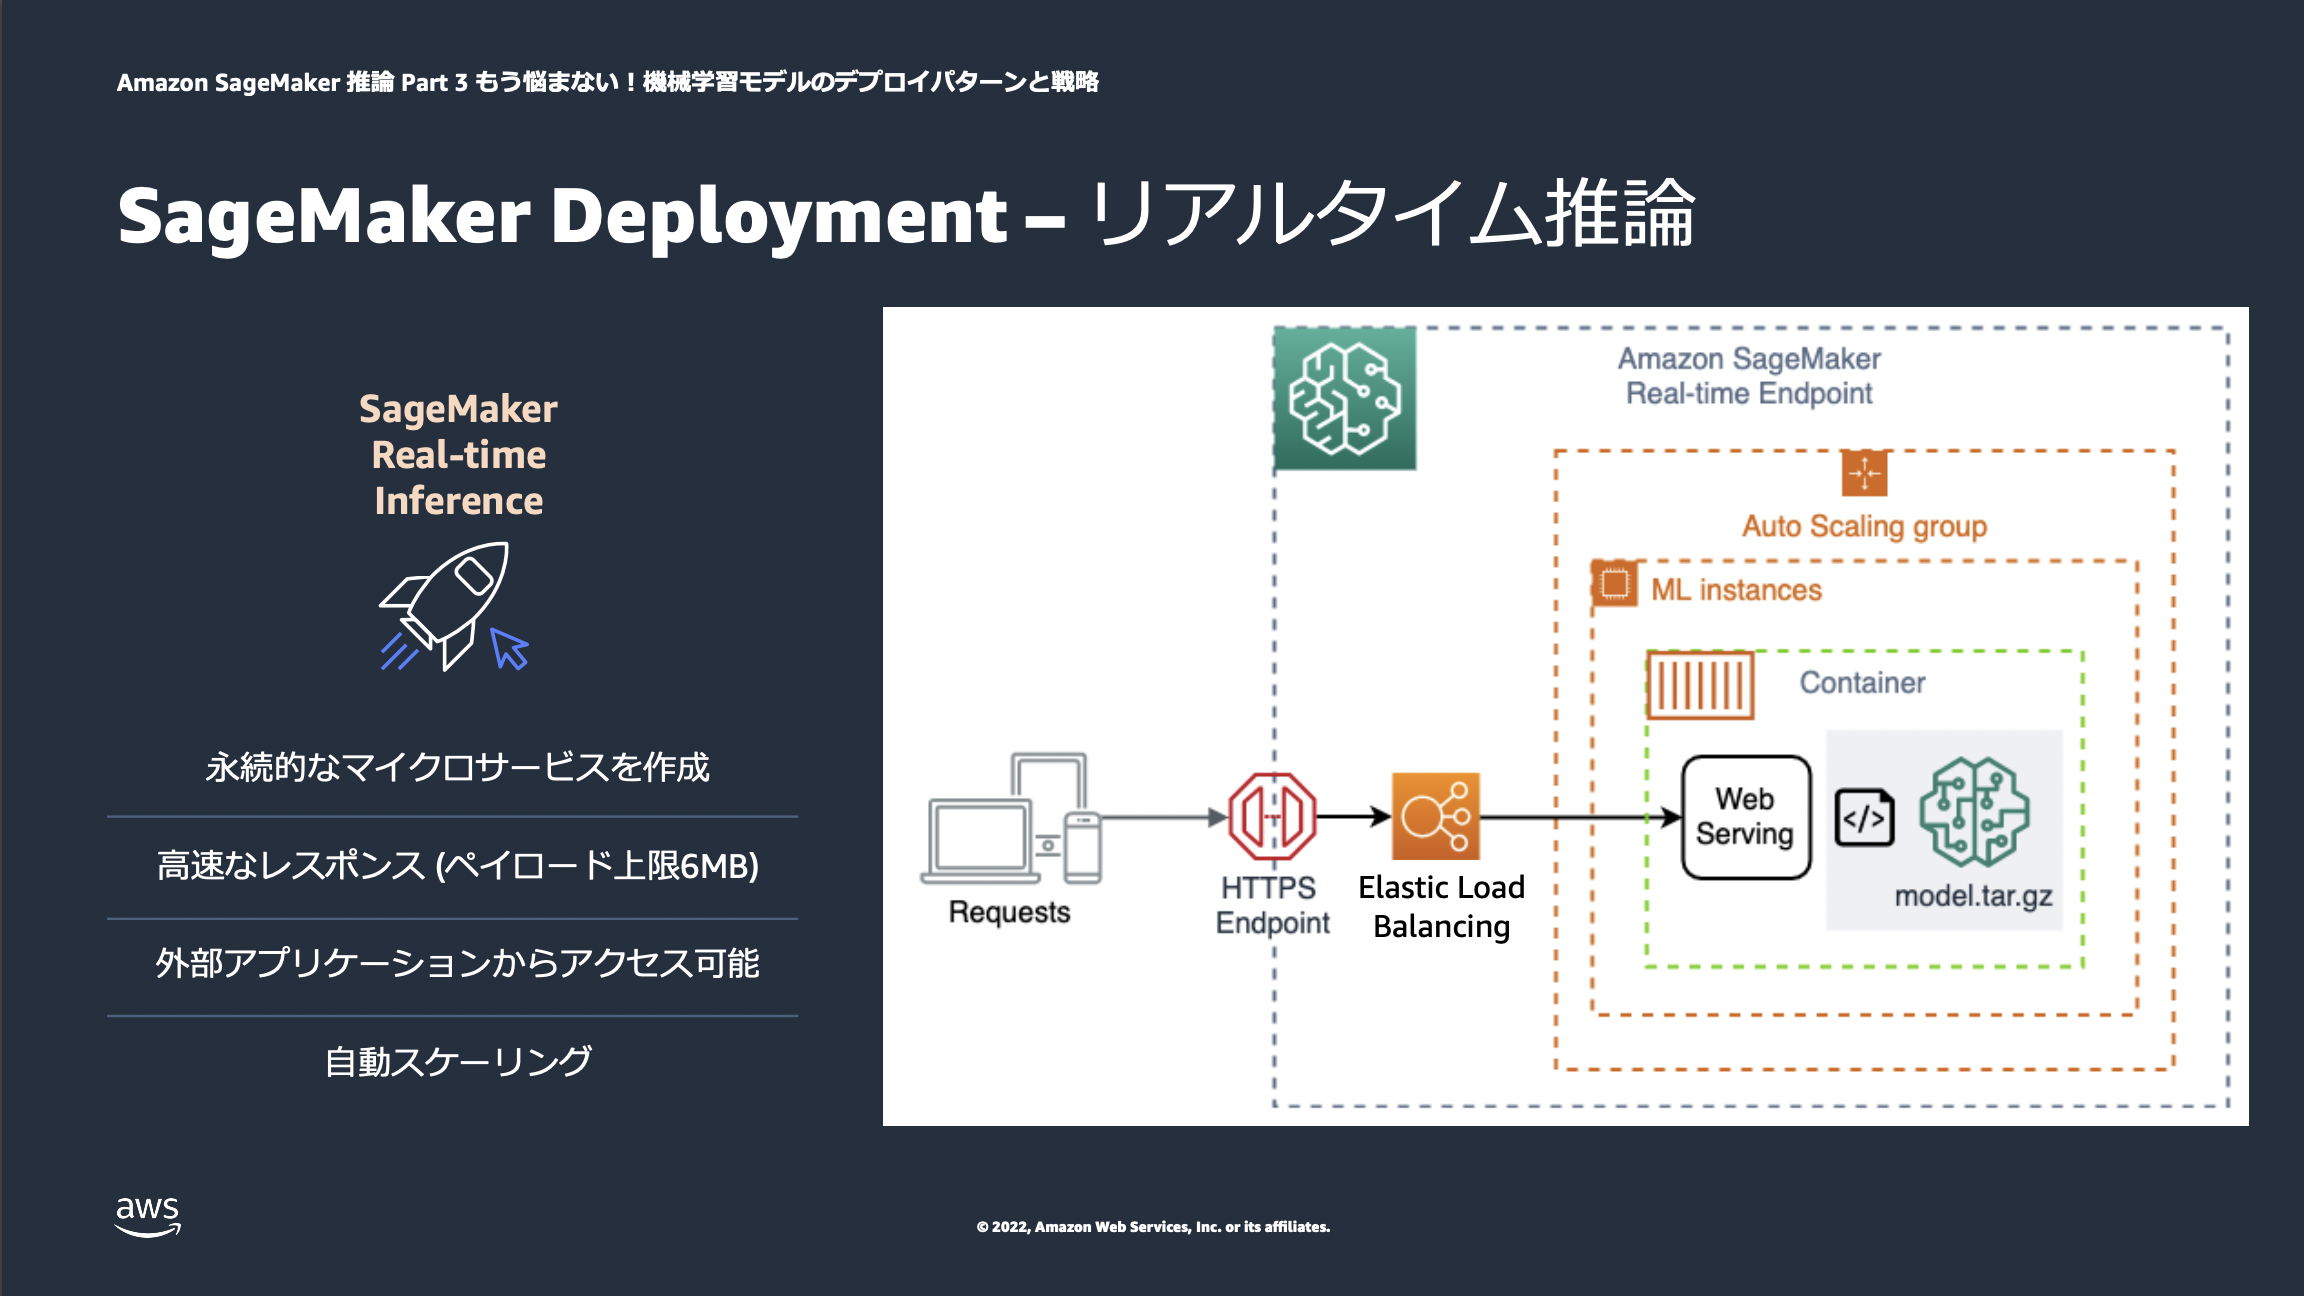 Amazon SageMaker 推論 Part 3 もう悩まない！機械学習モデルのデプロイパターンと戦略
SageMaker Deployment – リアルタイム推論
SageMaker
Real-time
Inference
永続的なマイクロサービスを作成
高速なレスポンス (ペイロード上限6MB)
外部アプリケーションからアクセス可能
自動スケーリング
Amazon SageMaker
Real-time Endpoint
Auto Scaling group
ML instances
Container
Web
Serving
</>
model.tar.gz
Requests
HTTPS
Endpoint
Elastic Load
Balancing
aws
© 2022, Amazon Web Services, Inc. or its affiliates.